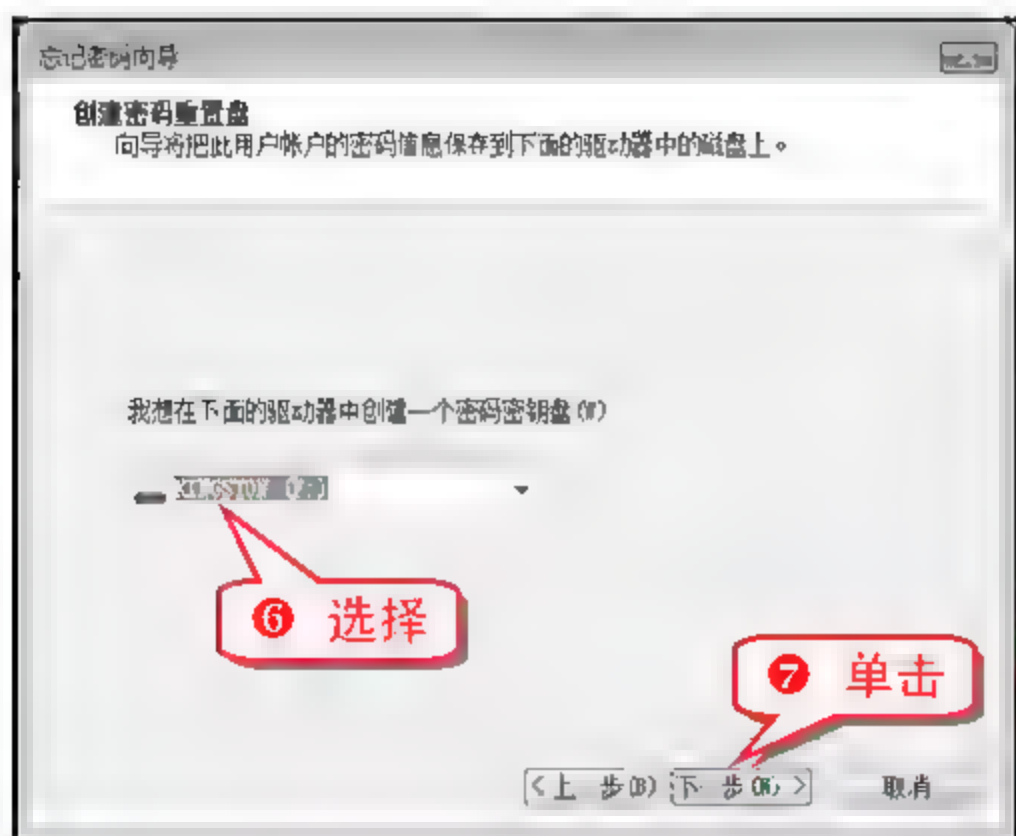 忘记密码向导
创建密码重置盘
向导将把此用户帐户的密码信息保存到下面的驱动器中的磁盘上。
我想在下面的驱动器中创建一个密码密钥盘(W)
KINGSTON
❻ 选择
❼ 单击
<上一步(B) 下一步(N) > 取消